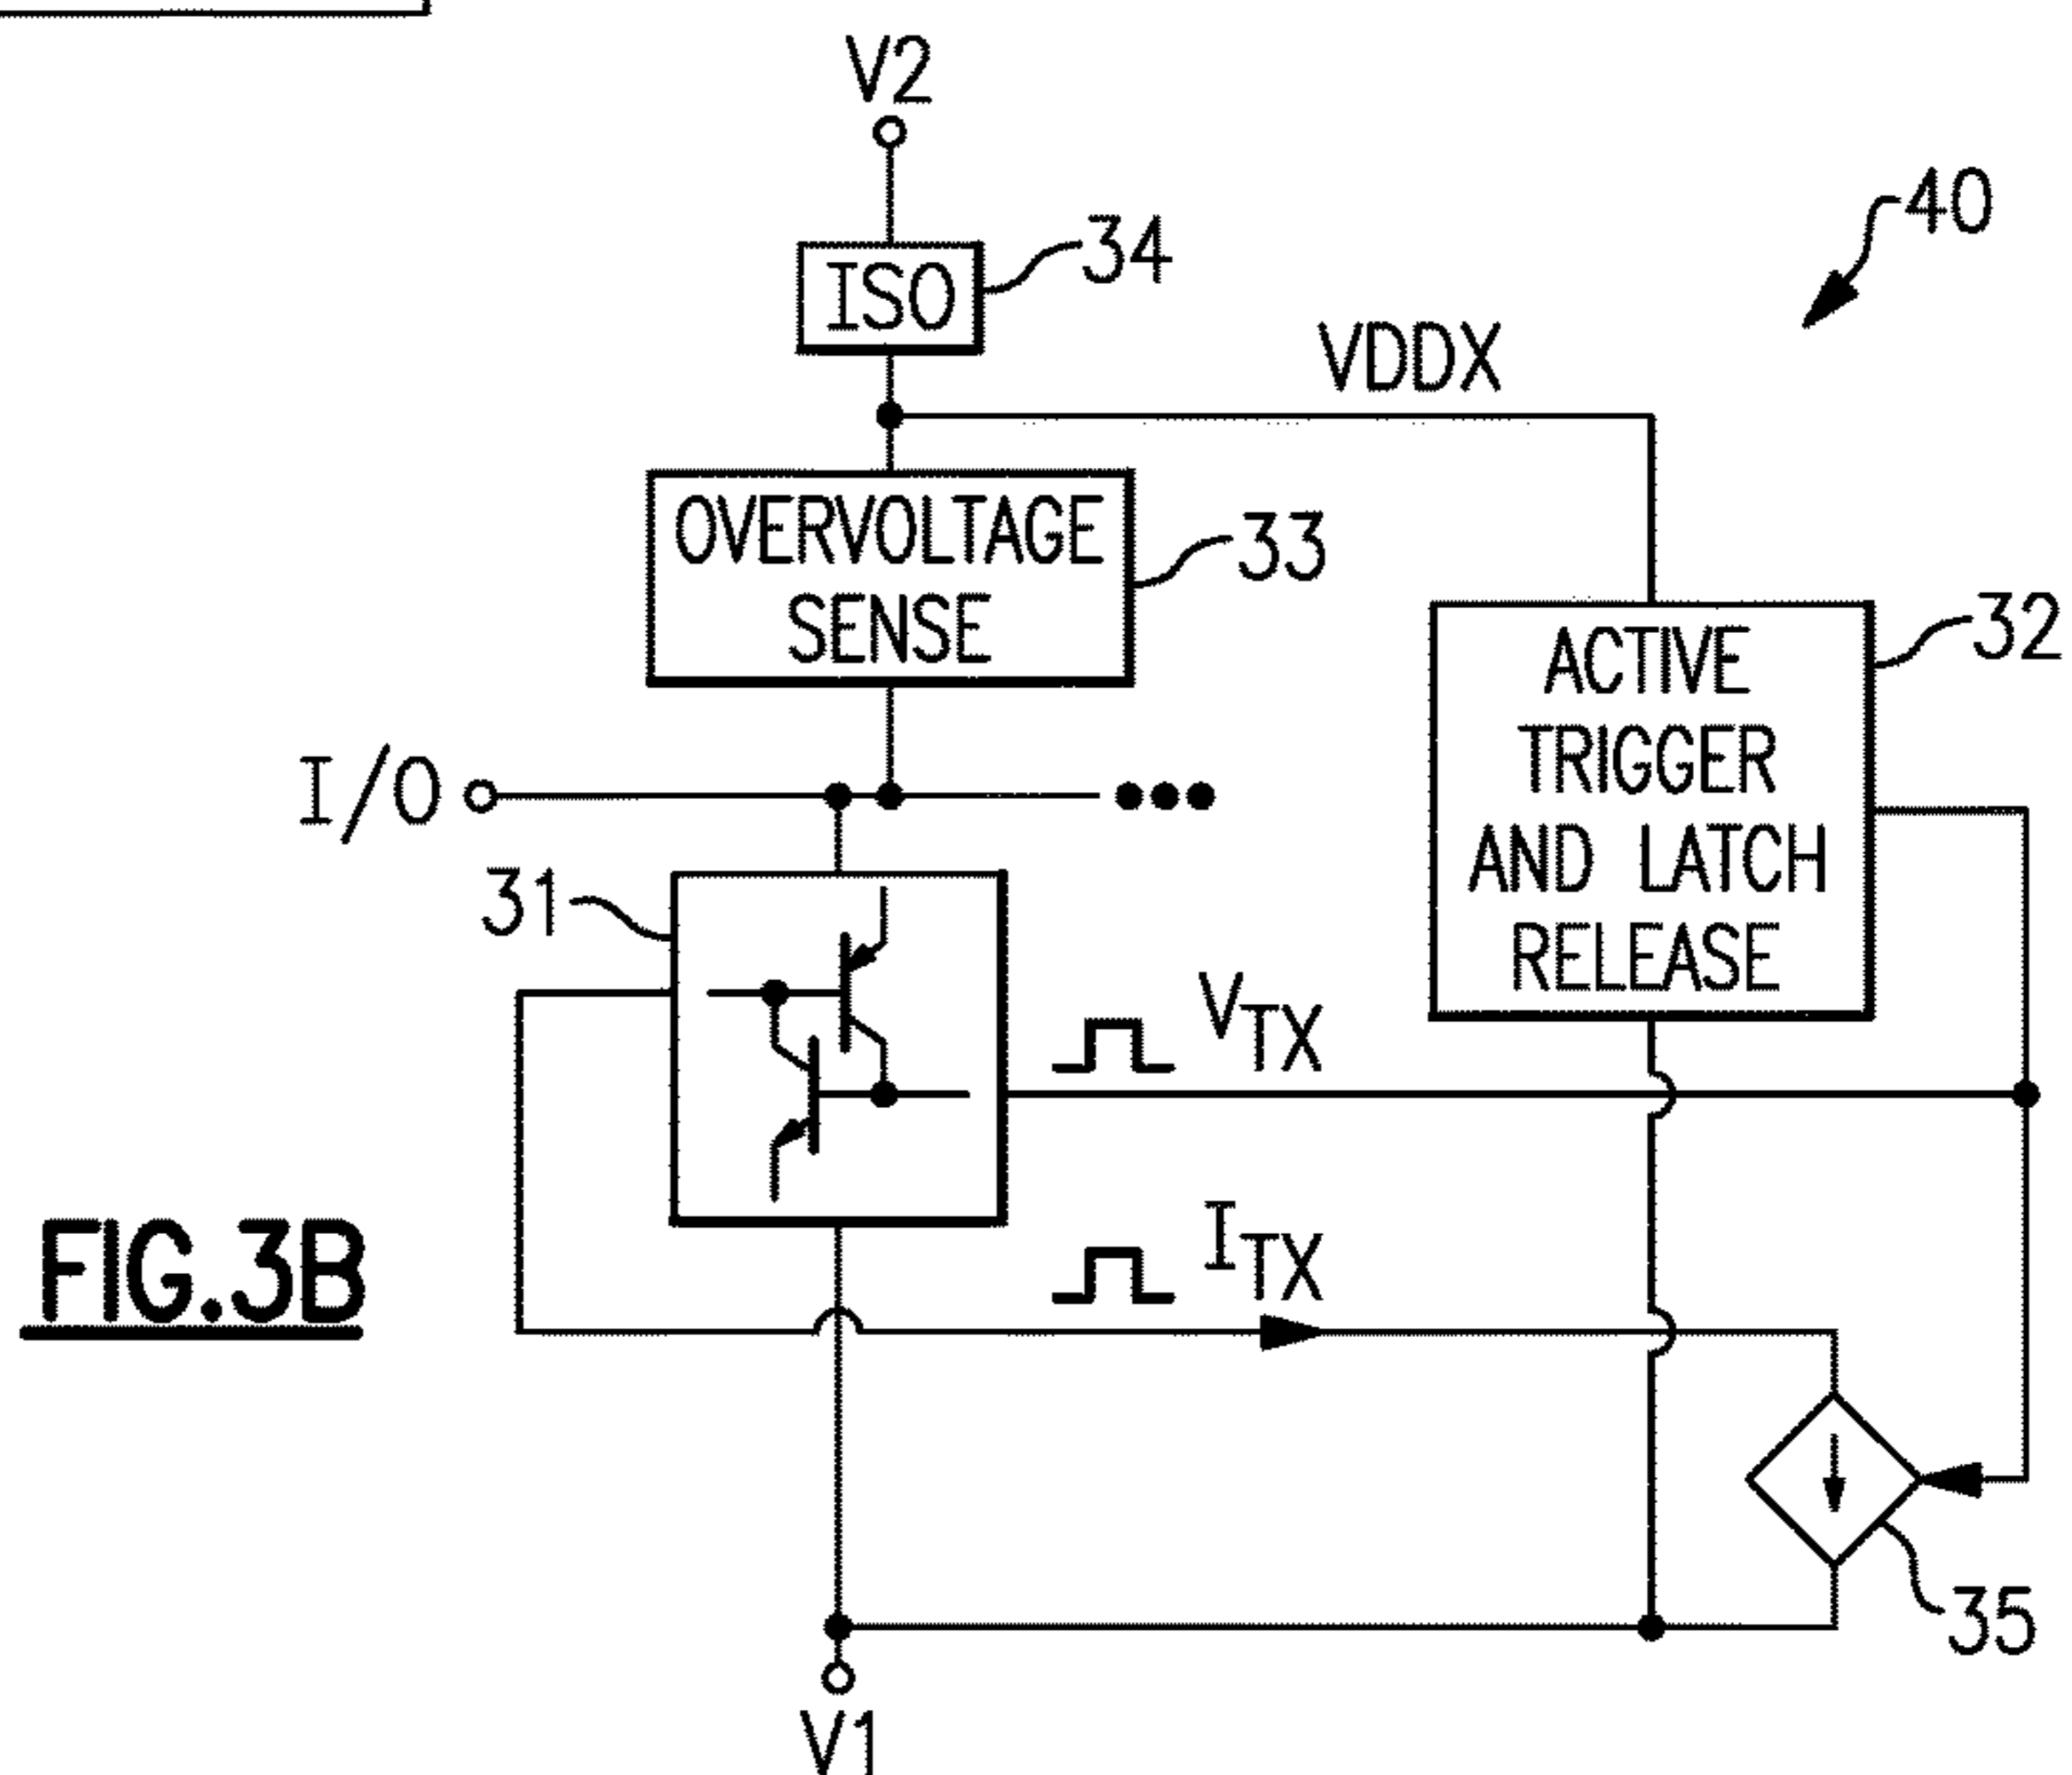 V2
40
34
ISO
VDDX
OVERVOLTAGE
SENSE
33
32
ACTIVE
TRIGGER
AND LATCH
RELEASE
I/O
31
VTX
ITX
FIG.3B
35
V1